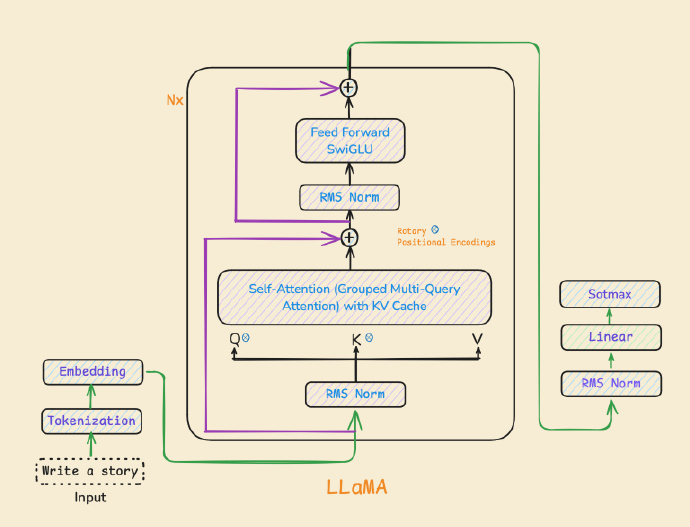 Nx
Feed Forward
SwiGLU
RMS Norm
Rotary
Positional Encodings
Self-Attention (Grouped Multi-Query
Attention) with KV Cache
Q K V
RMS Norm
Embedding
Tokenization
Write a story
Input
Sotmax
Linear
RMS Norm
LLaMA